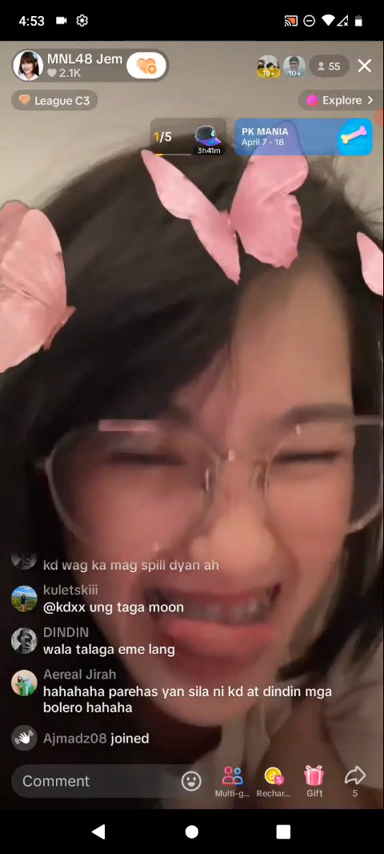 4:53
MNL48 Jem
2.1K
10+
10+
55
League C3
Explore >
1/5
3h41m
PK MANIA
April 7 - 18
kd wag ka mag spill dyan ah
kuletskiii
@kdxx ung taga moon
DINDIN
wala talaga eme lang
Aereal Jirah
hahahaha parehas yan sila ni kd at dindin mga
bolero hahaha
Ajmadz08 joined
Comment
Multi-g...
Rechar...
Gift
5